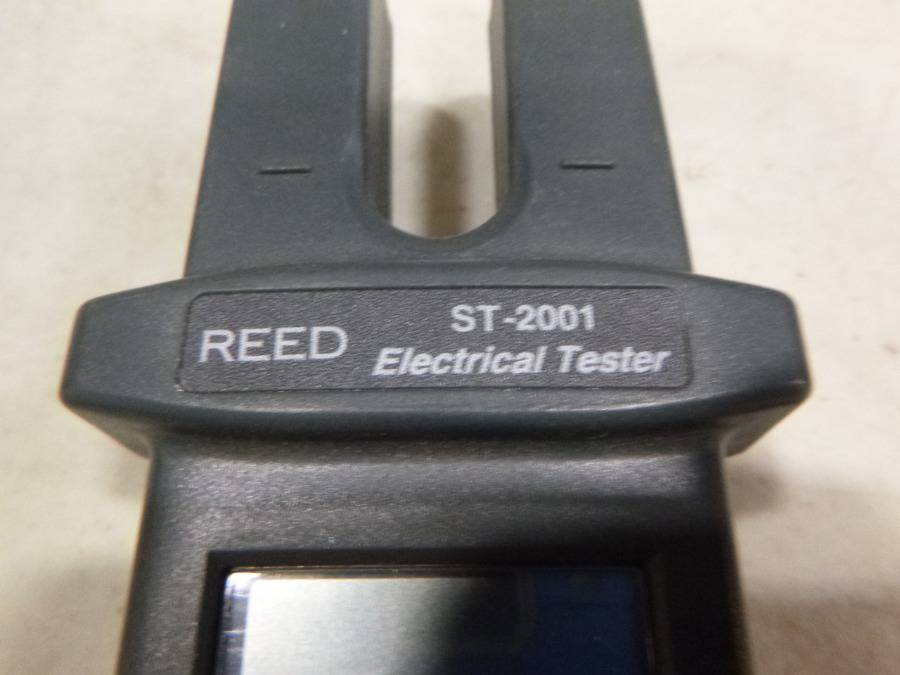 REED
ST-2001
Electrical Tester